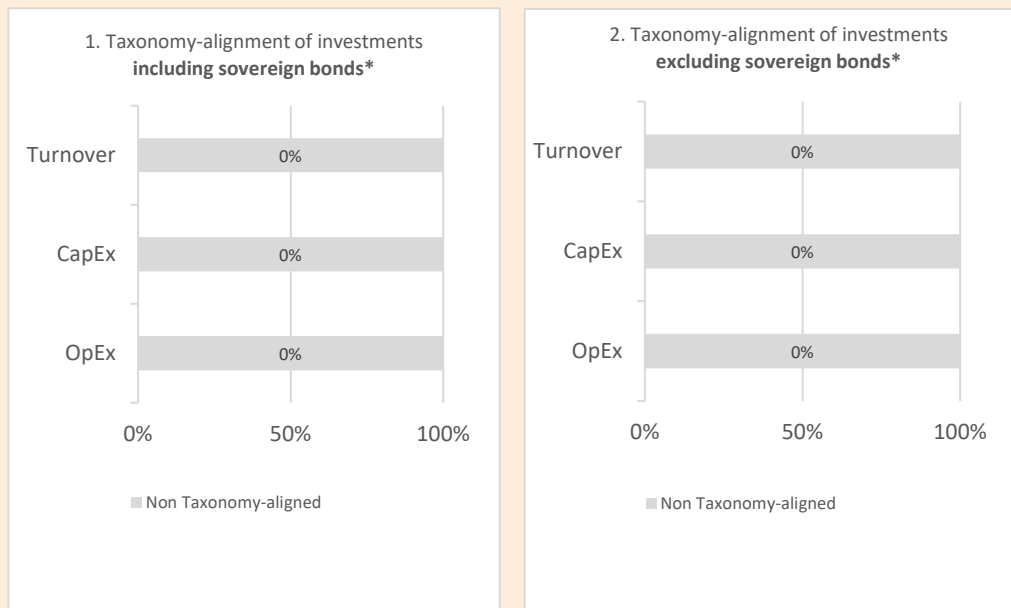 1. Taxonomy-alignment of investments
including sovereign bonds*
Turnover
0%
CapEx
0%
OpEx
0%
0%
50%
100%
Non Taxonomy-aligned
2. Taxonomy-alignment of investments
excluding sovereign bonds*
Turnover
0%
CapEx
0%
OpEx
0%
0%
50%
100%
Non Taxonomy-aligned